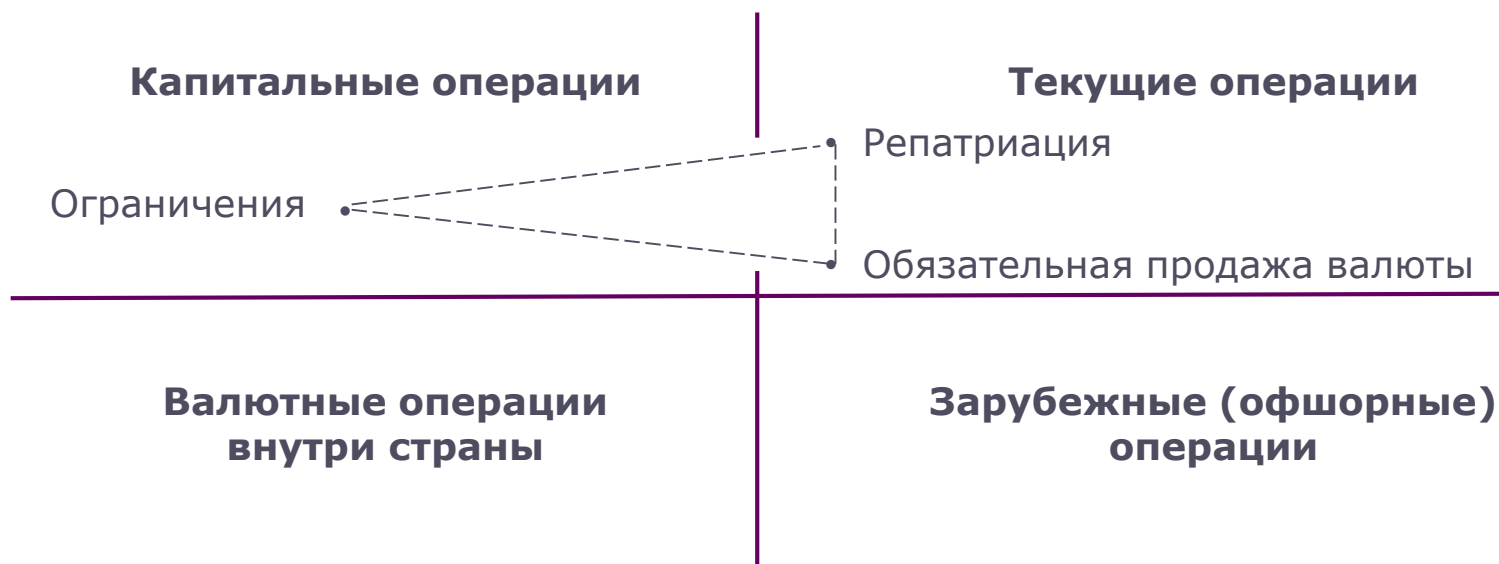 Капитальные операции
Текущие операции
Репатриация
Ограничения
Обязательная продажа валюты
Валютные операции
внутри страны
Зарубежные (офшорные)
операции